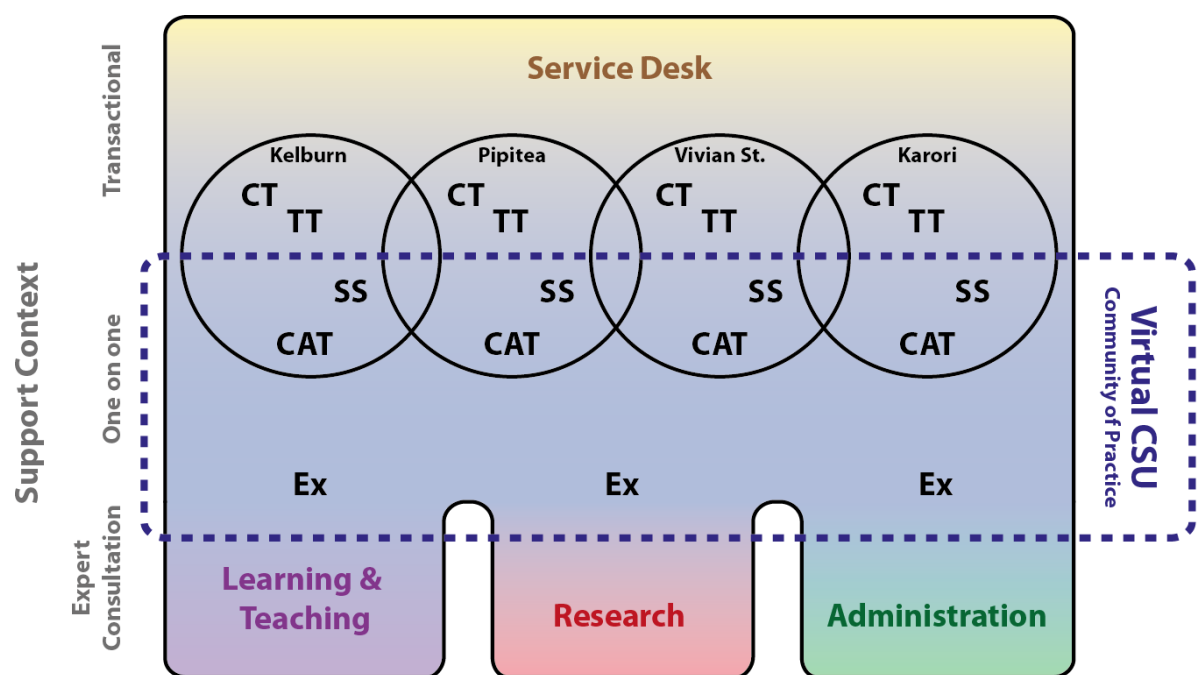 Support Context
Transactional
One on one
Expert
Consultation
Service Desk
Kelburn
CT
TT
SS
CAT
Pipitea
CT
TT
SS
CAT
Vivian St.
CT
TT
SS
CAT
Karori
CT
TT
SS
CAT
Ex
Ex
Ex
Learning &
Teaching
Research
Administration
Virtual CSU
Community of Practice